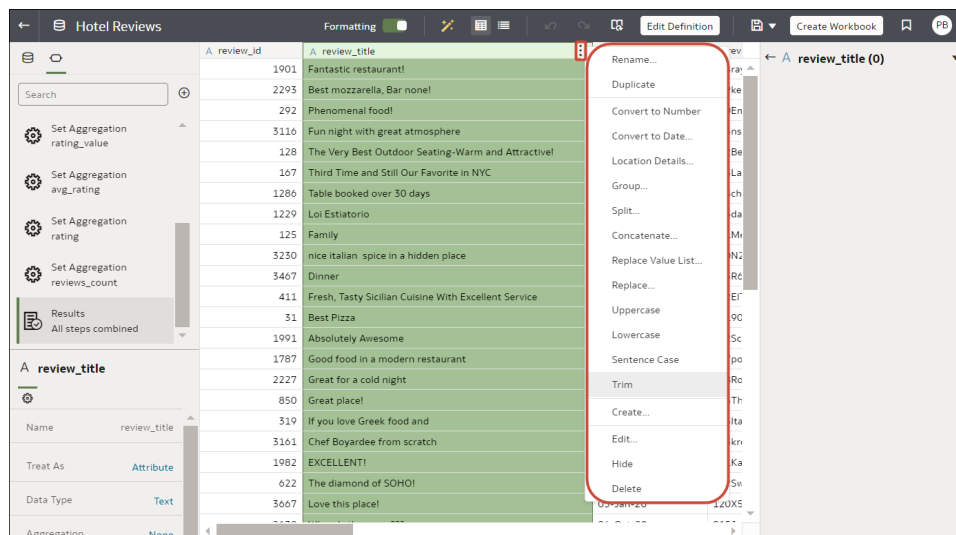 Hotel Reviews
Formatting
Edit Definition
Create Workbook
PB
Search
Set Aggregation
rating_value
Set Aggregation
avg_rating
Set Aggregation
rating
Set Aggregation
reviews_count
Results
All steps combined
A review_title
Name review_title
Treat As Attribute
Data Type Text
Aggregation None
A review_id A review_title
1901 Fantastic restaurant!
2293 Best mozzarella, Bar none!
292 Phenomenal food!
3116 Fun night with great atmosphere
128 The Very Best Outdoor Seating-Warm and Attractive!
167 Third Time and Still Our Favorite in NYC
1286 Table booked over 30 days
1229 Loi Estiatorio
125 Family
3230 nice italian spice in a hidden place
3467 Dinner
411 Fresh, Tasty Sicilian Cuisine With Excellent Service
31 Best Pizza
1991 Absolutely Awesome
1787 Good food in a modern restaurant
2227 Great for a cold night
850 Great place!
319 If you love Greek food and
3161 Chef Boyardee from scratch
1982 EXCELLENT!
622 The diamond of SOHO!
3667 Love this place! 120X5
Rename...
Duplicate
Convert to Number
Convert to Date...
Location Details...
Group...
Split...
Concatenate...
Replace Value List...
Replace...
Uppercase
Lowercase
Sentence Case
Trim
Create...
Edit...
Hide
Delete
A review_title (0)